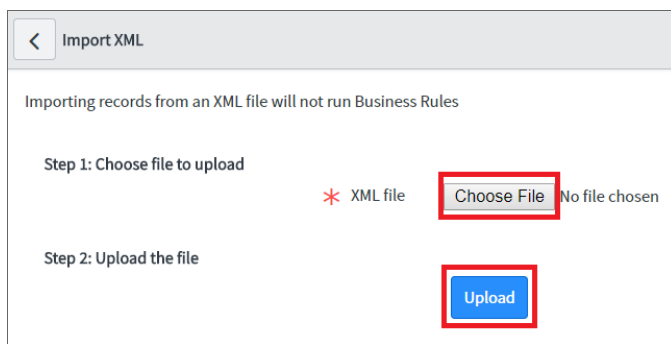 Import XML
Importing records from an XML file will not run Business Rules
Step 1: Choose file to upload
* XML file Choose File No file chosen
Step 2: Upload the file
Upload